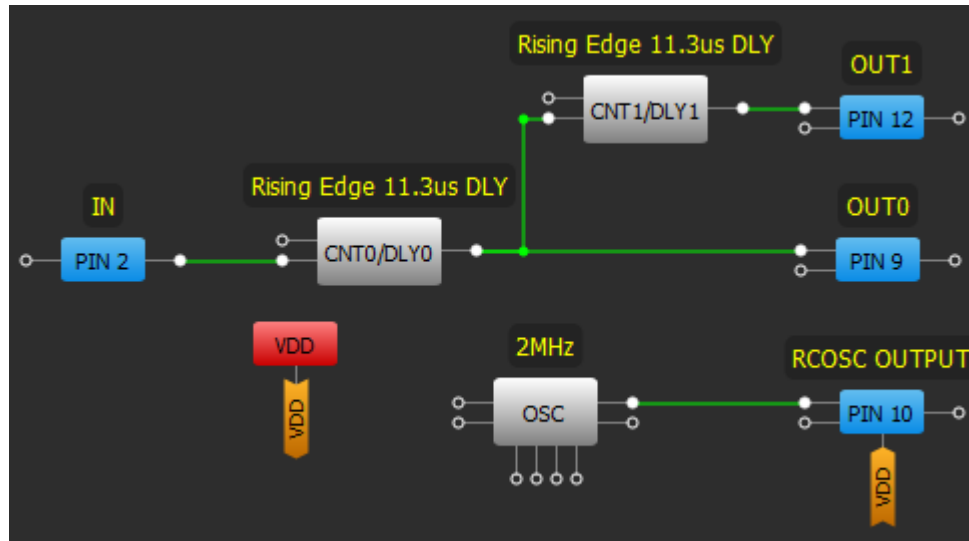 Rising Edge 11.3us DLY
OUT1
CNT1/DLY1
PIN 12
Rising Edge 11.3us DLY
IN
OUT0
PIN 2
CNT0/DLY0
PIN 9
VDD
2MHz
RCOSC OUTPUT
VDD
OSC
PIN 10
VDD